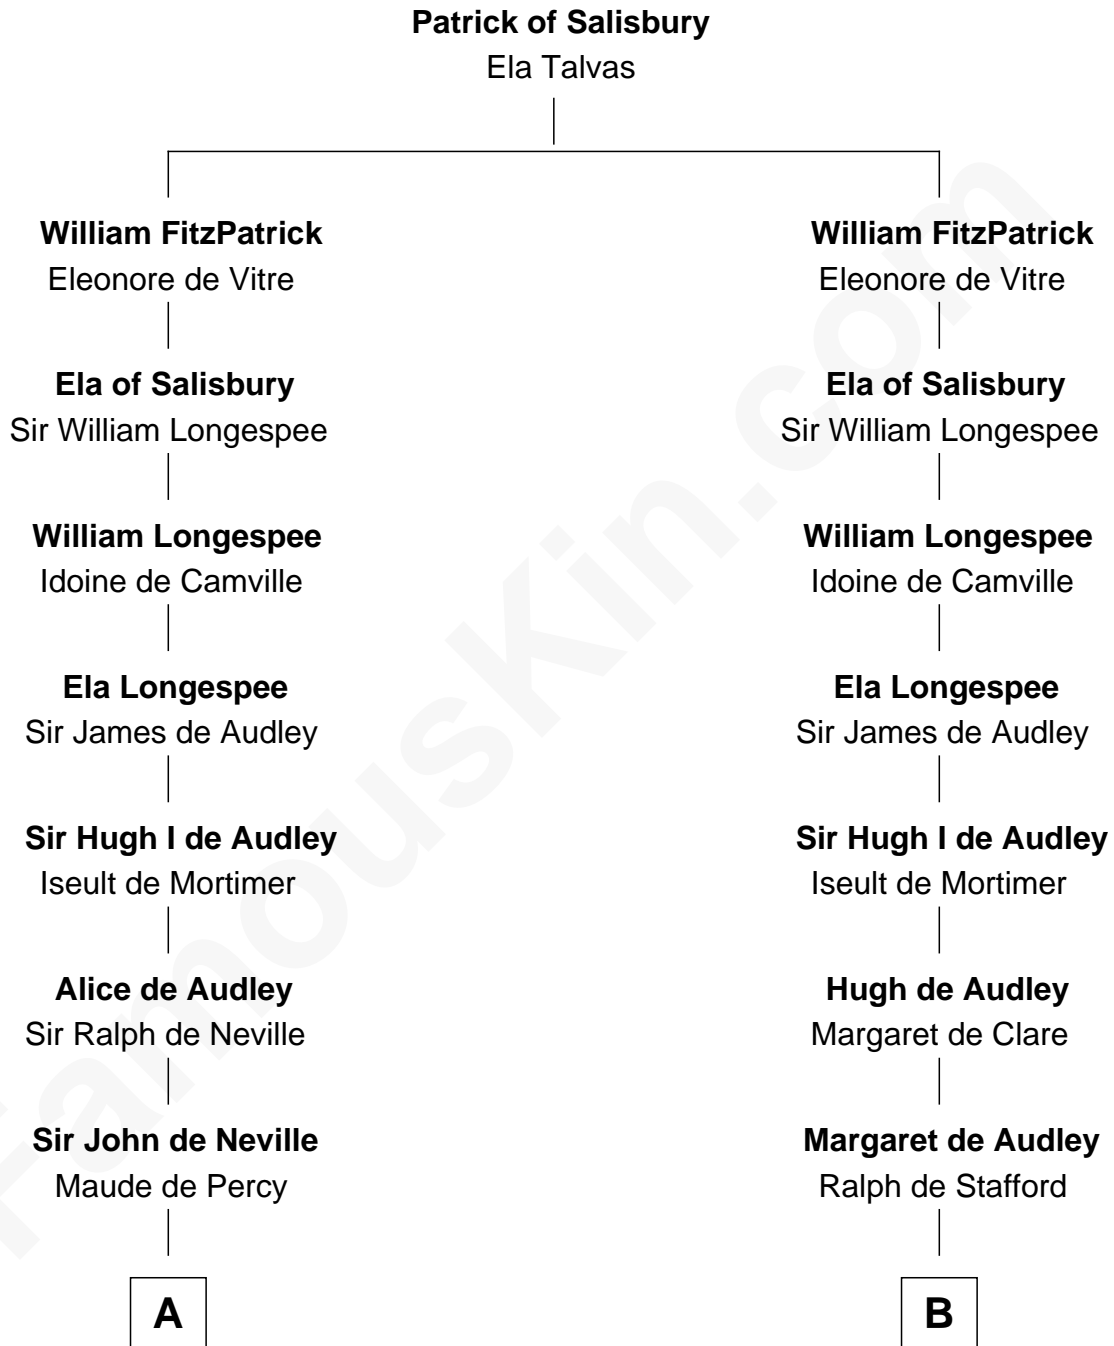 Patrick of Salisbury
Ela Talvas
William FitzPatrick
Eleonore de Vitre
Ela of Salisbury
Sir William Longespee
William Longespee
Idoine de Camville
Ela Longespee
Sir James de Audley
Sir Hugh I de Audley
Iseult de Mortimer
Alice de Audley
Sir Ralph de Neville
Sir John de Neville
Maude de Percy
A
William FitzPatrick
Eleonore de Vitre
Ela of Salisbury
Sir William Longespee
William Longespee
Idoine de Camville
Ela Longespee
Sir James de Audley
Sir Hugh I de Audley
Iseult de Mortimer
Hugh de Audley
Margaret de Clare
Margaret de Audley
Ralph de Stafford
B
FamousKin.com